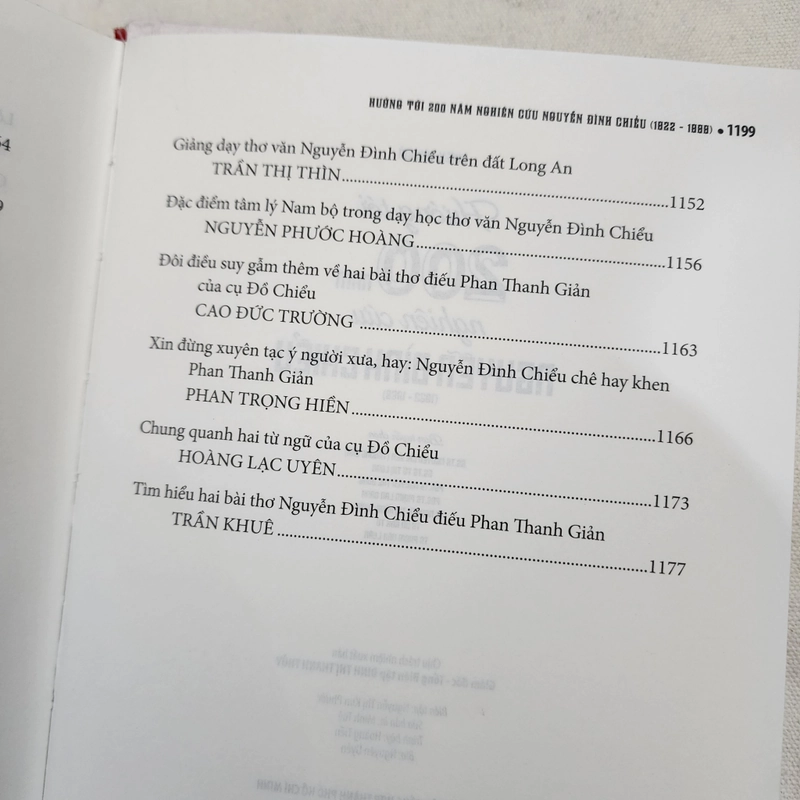 HƯỚNG TỚI 200 NĂM NGHIÊN CỨU NGUYỄN ĐÌNH CHIỂU (1822 - 1888) ● 1199
Giảng dạy thơ văn Nguyễn Đình Chiểu trên đất Long An
TRẦN THỊ THÌN.....1152
Đặc điểm tâm lý Nam bộ trong dạy học thơ văn Nguyễn Đình Chiểu
NGUYỄN PHƯỚC HOÀNG.....1156
Đôi điều suy gẫm thêm về hai bài thơ điếu Phan Thanh Giản
của cụ Đồ Chiểu
CAO ĐỨC TRƯỜNG.....1163
Xin đừng xuyên tạc ý người xưa, hay: Nguyễn Đình Chiểu chê hay khen
Phan Thanh Giản
PHAN TRỌNG HIỀN.....1166
Chung quanh hai từ ngữ của cụ Đồ Chiểu
HOÀNG LẠC UYÊN.....1173
Tìm hiểu hai bài thơ Nguyễn Đình Chiểu điếu Phan Thanh Giản
TRẦN KHUÊ.....1177